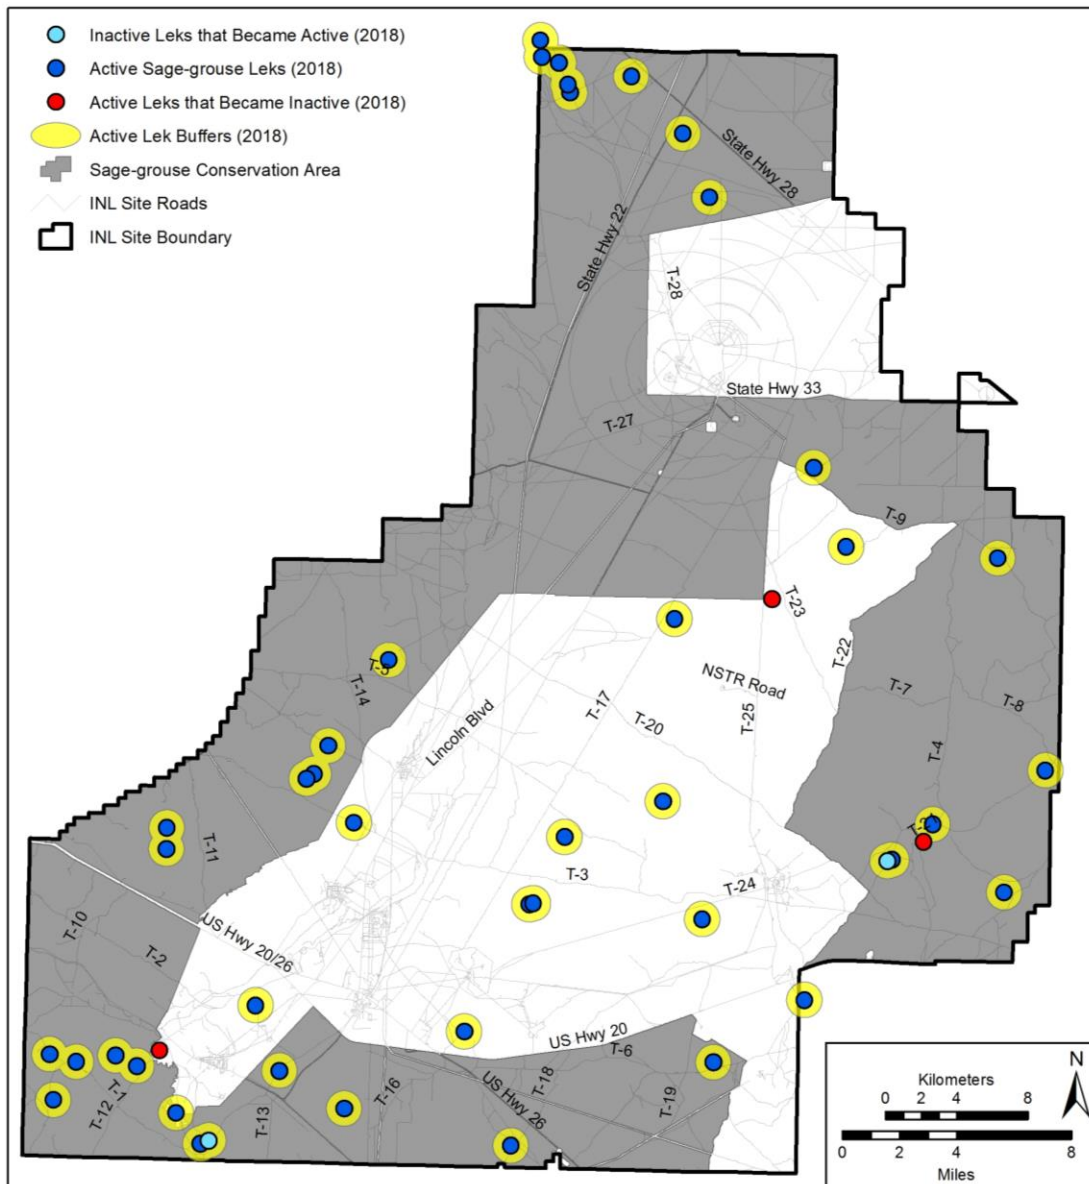 Inactive Leks that Became Active (2018)
Active Sage-grouse Leks (2018)
Active Leks that Became Inactive (2018)
Active Lek Buffers (2018)
Sage-grouse Conservation Area
INL Site Roads
INL Site Boundary
State Hwy 28
State Hwy 22
T-28
State Hwy 33
T-27
T-9
T-23
T-22
T-5
T-14
NSTR Road
T-7
T-8
T-17
T-25
T-20
Lincoln Blvd
T-4
T-11
T-3
T-24
T-10
US Hwy 20/26
T-2
US Hwy 20
T-6
T-1
T-12
T-13
T-16
US Hwy 26
T-18
T-19
Kilometers
0 2 4 8
0 2 4 8
Miles
N